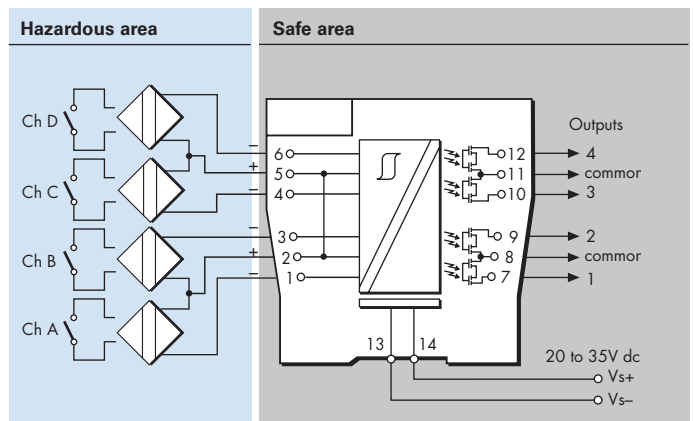 Hazardous area
Safe area
Ch D
Ch C
Ch B
Ch A
−
+
−
−
+
−
6
5
4
3
2
1
12
11
10
9
8
7
Outputs
4
commor
3
2
commor
1
13
14
20 to 35V dc
Vs+
Vs−